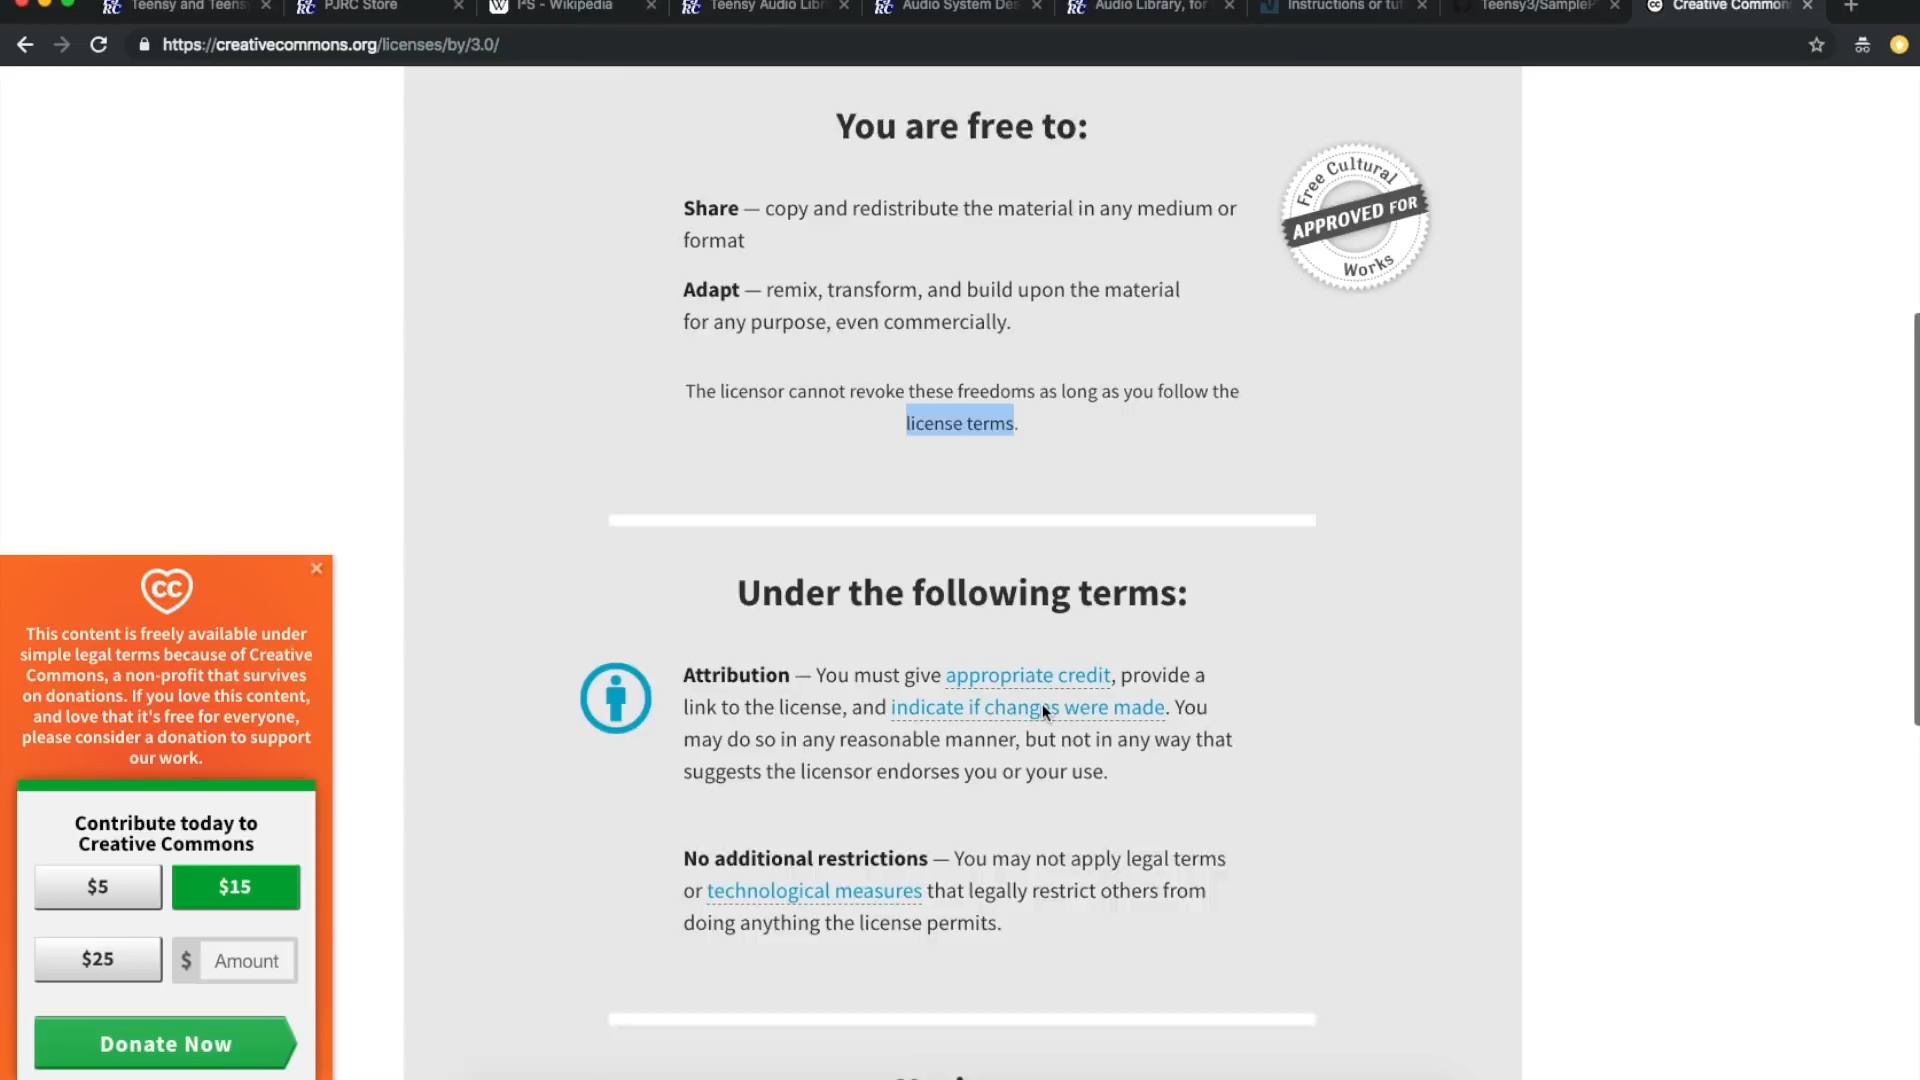 Teensy and Teens
PJRC Store
I²S - Wikipedia
Teensy Audio Libr
Audio System Des
Audio Library, for
Instructions or tut
Teensy3/SampleP
Creative Common
https://creativecommons.org/licenses/by/3.0/
You are free to:
Free Cultural
APPROVED FOR
Works
Share — copy and redistribute the material in any medium or
format
Adapt — remix, transform, and build upon the material
for any purpose, even commercially.
The licensor cannot revoke these freedoms as long as you follow the
license terms.
Under the following terms:
Attribution — You must give appropriate credit, provide a
link to the license, and indicate if changes were made. You
may do so in any reasonable manner, but not in any way that
suggests the licensor endorses you or your use.
No additional restrictions — You may not apply legal terms
or technological measures that legally restrict others from
doing anything the license permits.
cc
This content is freely available under
simple legal terms because of Creative
Commons, a non-profit that survives
on donations. If you love this content,
and love that it's free for everyone,
please consider a donation to support
our work.
Contribute today to
Creative Commons
$5
$15
$25
$ Amount
Donate Now